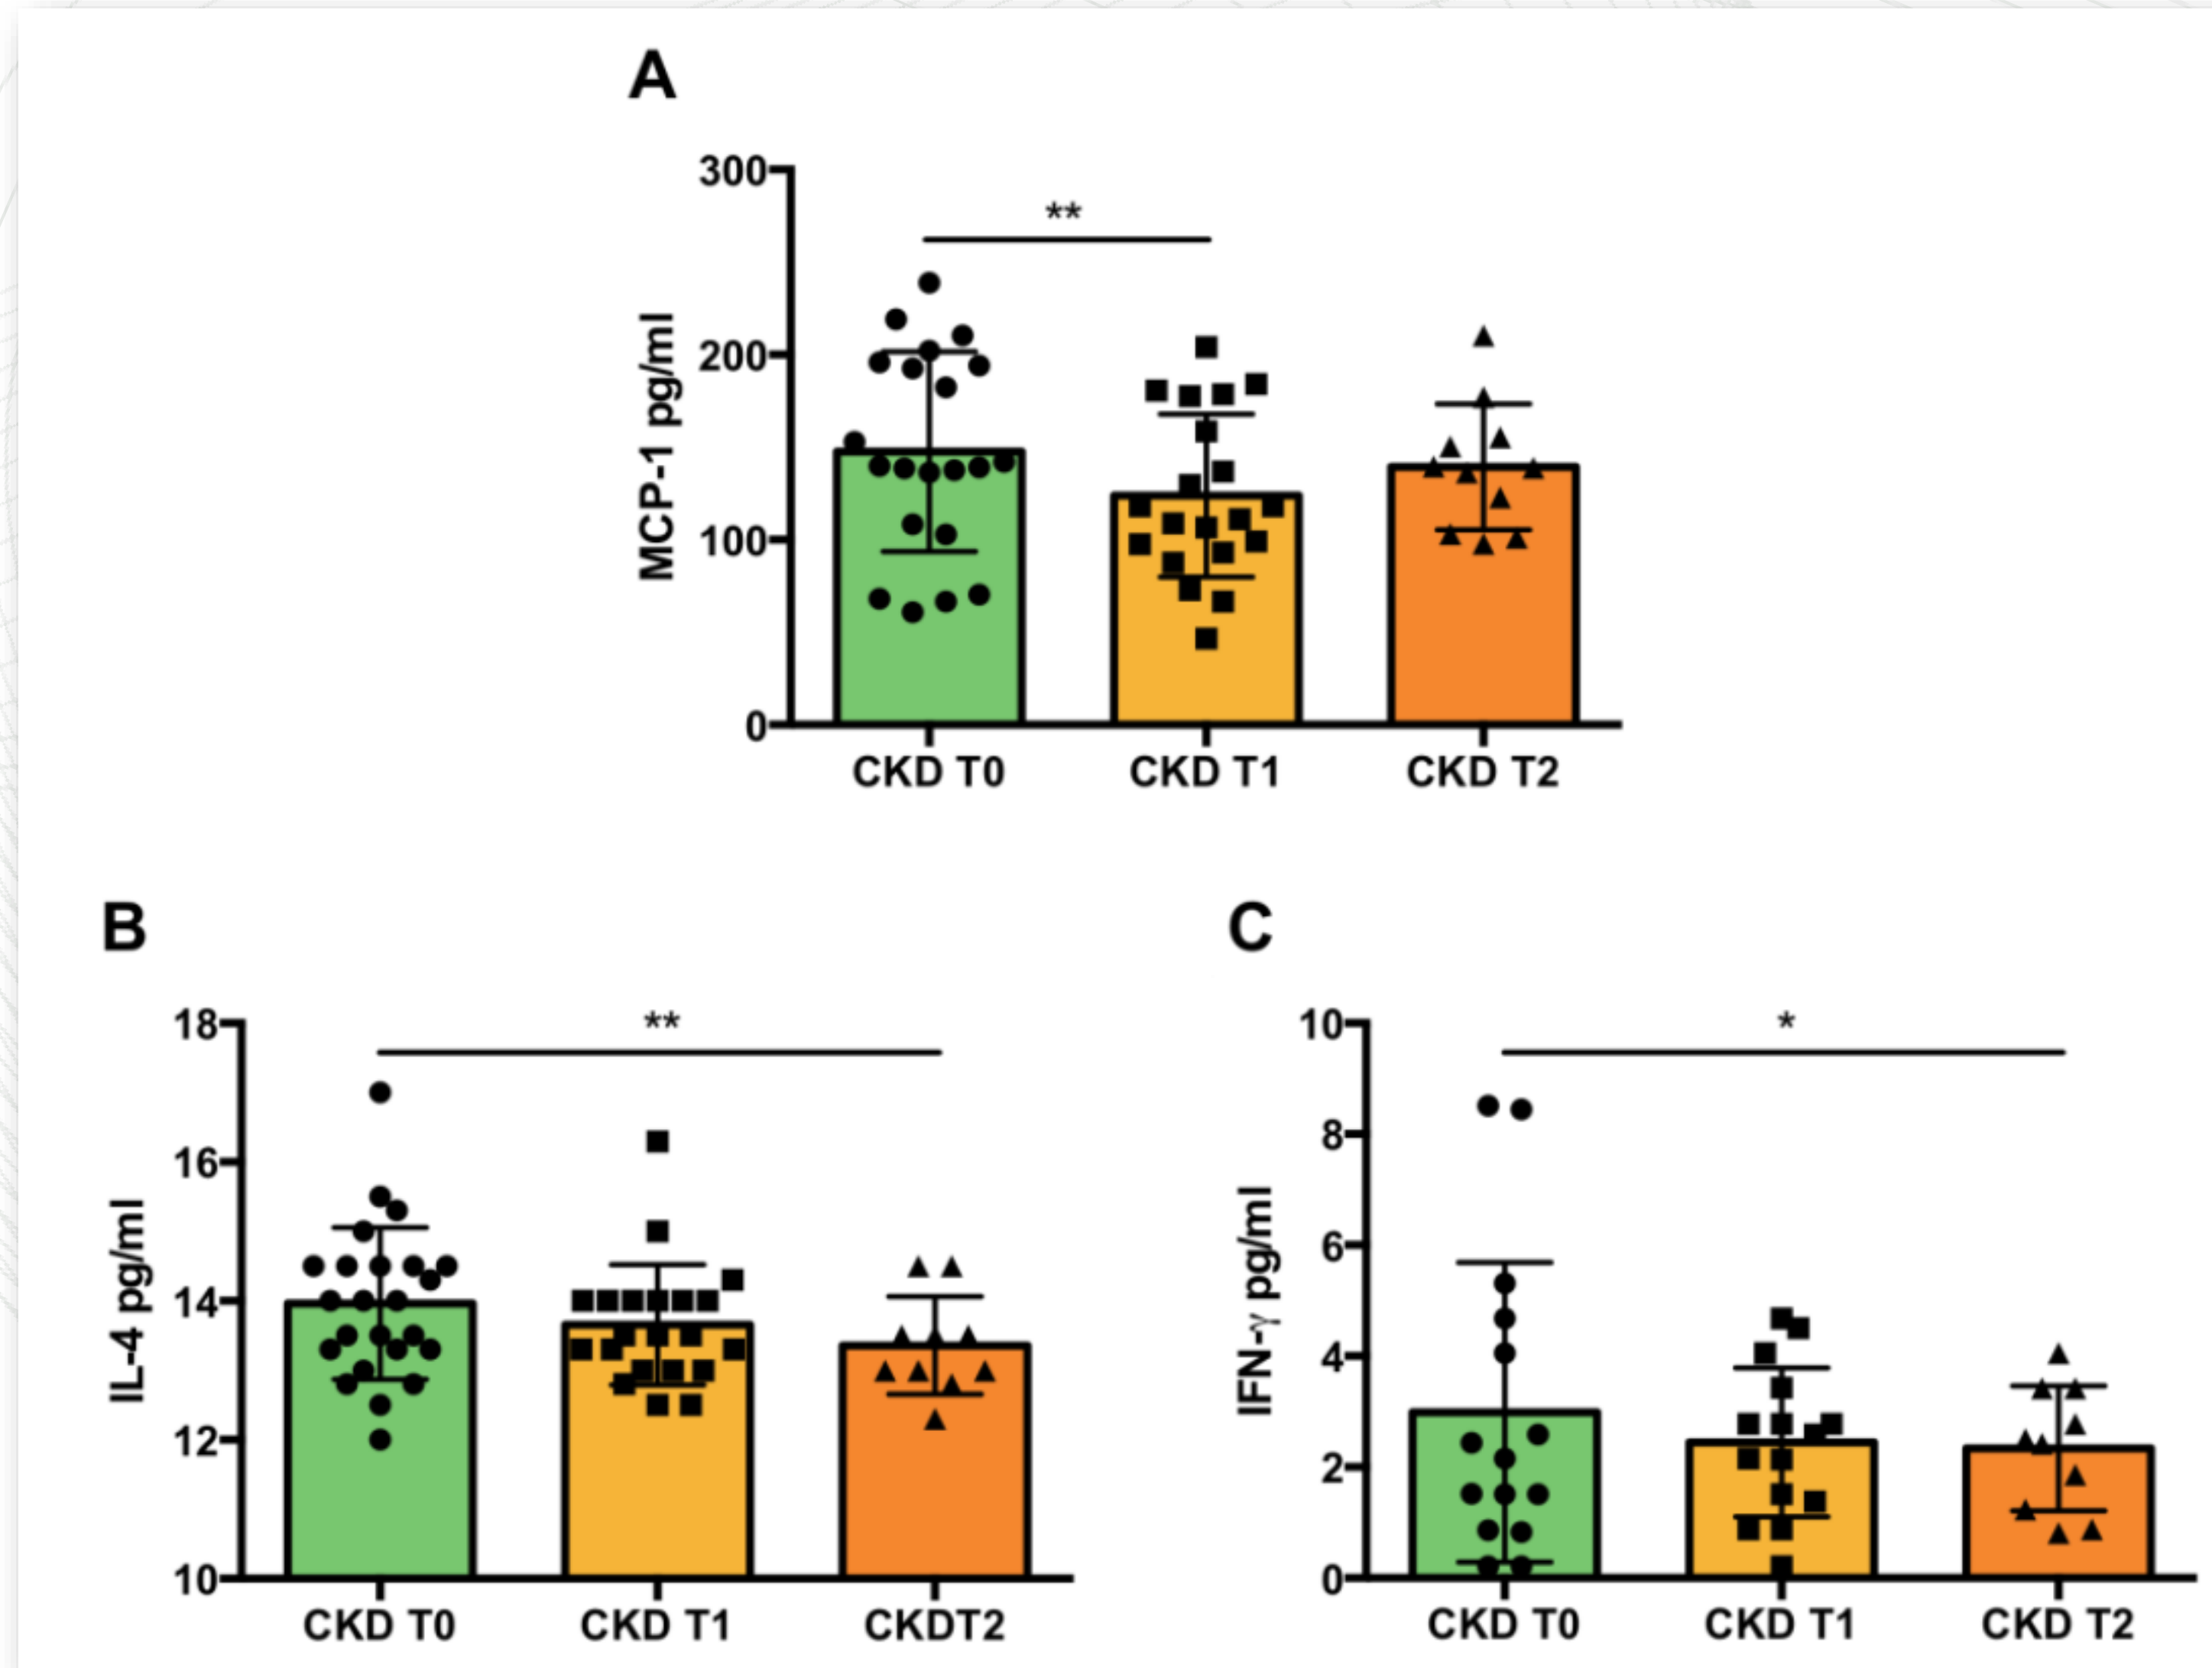 A
300
200
100
0
MCP-1 pg/ml
**
CKD T0
CKD T1
CKD T2
B
18
16
14
12
10
IL-4 pg/ml
**
CKD T0
CKD T1
CKDT2
C
10
8
6
4
2
0
IFN-γ pg/ml
*
CKD T0
CKD T1
CKD T2